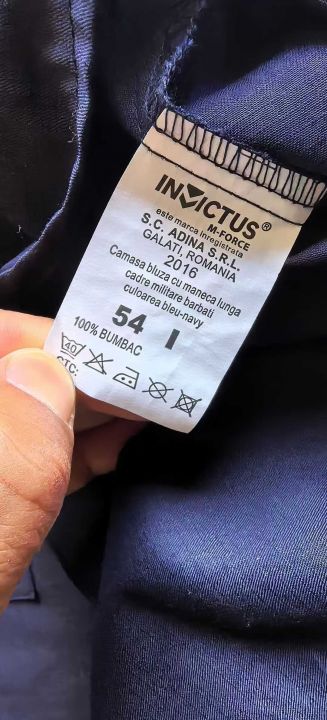 INVICTUS®
este marca inregistrata M-FORCE
S.C. ADINA S.R.L.
GALATI, ROMANIA
2016
Camasa bluza cu maneca lunga
cadre militare barbati
culoarea bleu-navy
54 I
100% BUMBAC
40
CTC: